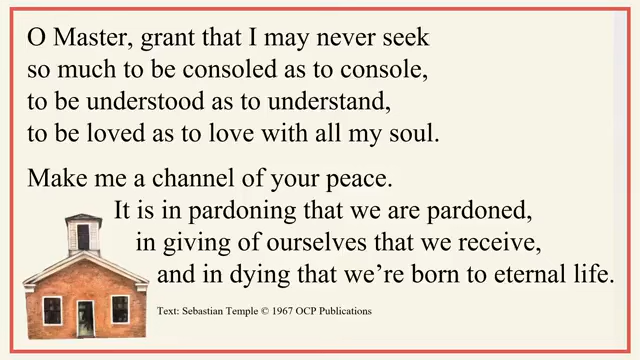 O Master, grant that I may never seek
so much to be consoled as to console,
to be understood as to understand,
to be loved as to love with all my soul.
Make me a channel of your peace.
It is in pardoning that we are pardoned,
in giving of ourselves that we receive,
and in dying that we’re born to eternal life.
Text: Sebastian Temple © 1967 OCP Publications